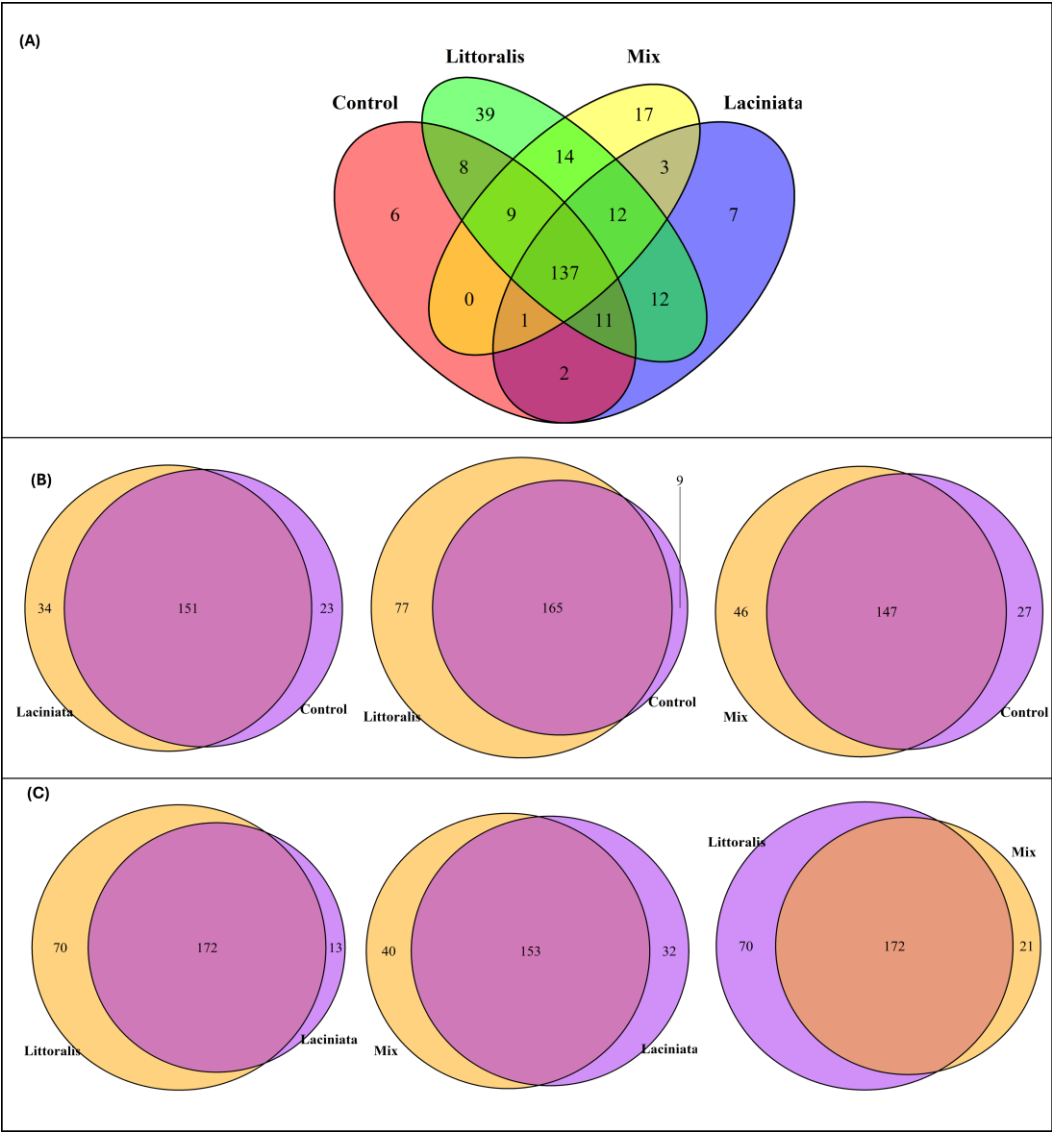 (A)
Littoralis
Mix
Control
Laciniata
39
17
14
8
3
6
9
12
7
137
0
12
1
11
2
(B)
9
34
151
23
77
165
46
147
27
Laciniata
Control
Littoralis
Control
Mix
Control
(C)
Littoralis
Mix
70
172
13
40
153
32
70
172
21
Littoralis
Laciniata
Mix
Laciniata